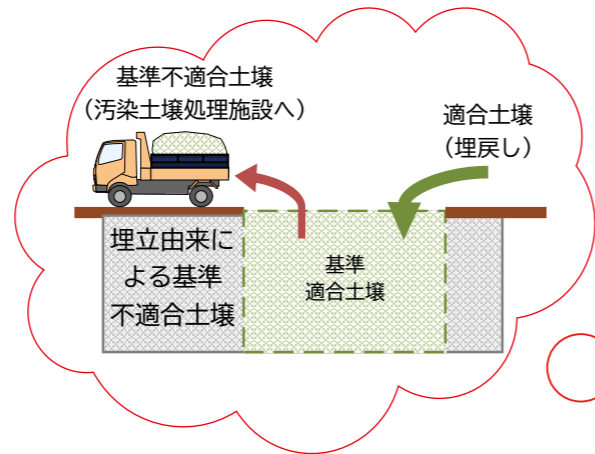 基準不適合土壌
（汚染土壌処理施設へ）
適合土壌
（埋戻し）
埋立由来に
よる基準
不適合土壌
基準
適合土壌